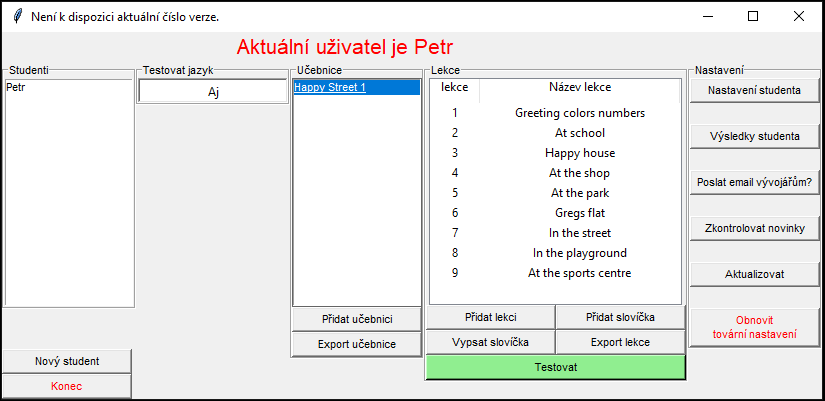 Není k dispozici aktuální číslo verze.
Aktuální uživatel je Petr
Studenti
Petr
Nový student
Konec
Testovat jazyk
Aj
Učebnice
Happy Street 1
Přidat učebnici
Export učebnice
Lekce
lekce Název lekce
1 Greeting colors numbers
2 At school
3 Happy house
4 At the shop
5 At the park
6 Gregs flat
7 In the street
8 In the playground
9 At the sports centre
Přidat lekci Přidat slovíčka
Vypsat slovíčka Export lekce
Testovat
Nastavení
Nastavení studenta
Výsledky studenta
Poslat email vývojářům?
Zkontrolovat novinky
Aktualizovat
Obnovit
tovární nastavení